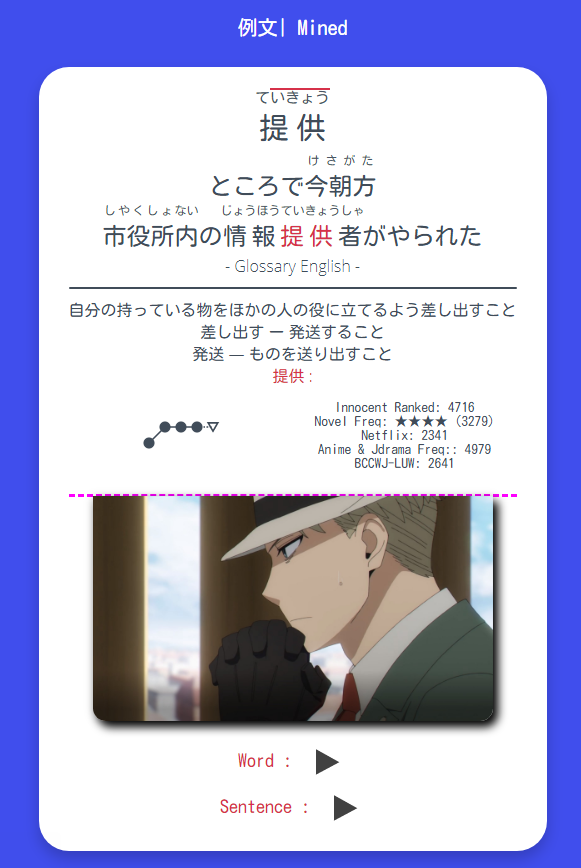 例文| Mined
ていきょう
提供
けさがた
ところで今朝方
しやくしょない じょうほうていきょうしゃ
市役所内の情報提供者がやられた
- Glossary English -
自分の持っている物をほかの人の役に立てるよう差し出すこと
差し出す ー 発送すること
発送 — ものを送り出すこと
提供 :
Innocent Ranked: 4716
Novel Freq: ★★★★ (3279)
Netflix: 2341
Anime & Jdrama Freq:: 4979
BCCWJ-LUW: 2641
Word :
Sentence :